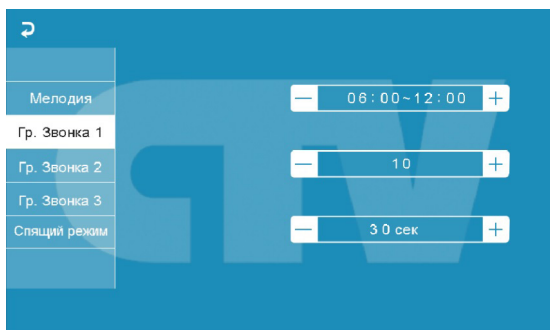 Мелодия
Гр. Звонка 1
Гр. Звонка 2
Гр. Звонка 3
Спящий режим
06:00~12:00
10
30 сек
CTV